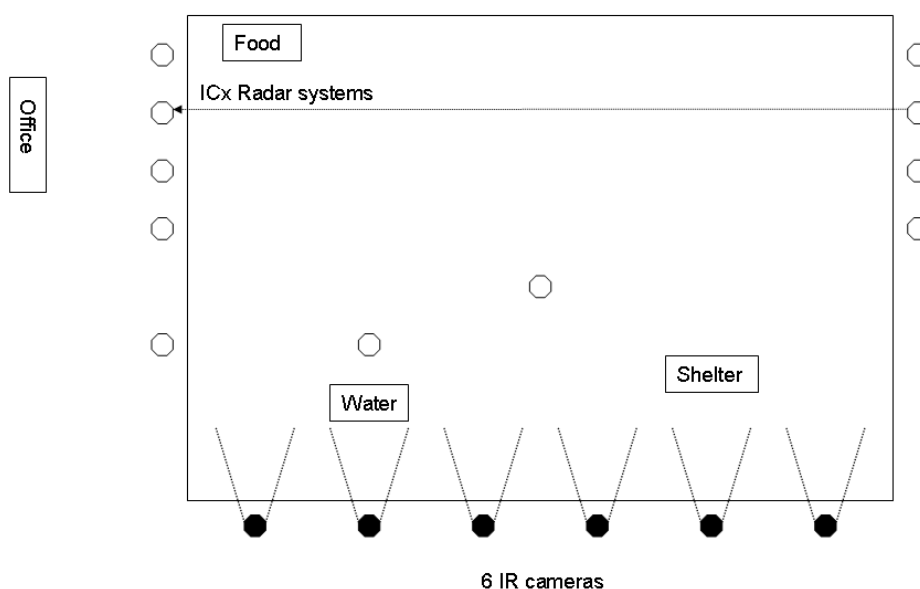 Food
ICx Radar systems
Office
Shelter
Water
6 IR cameras